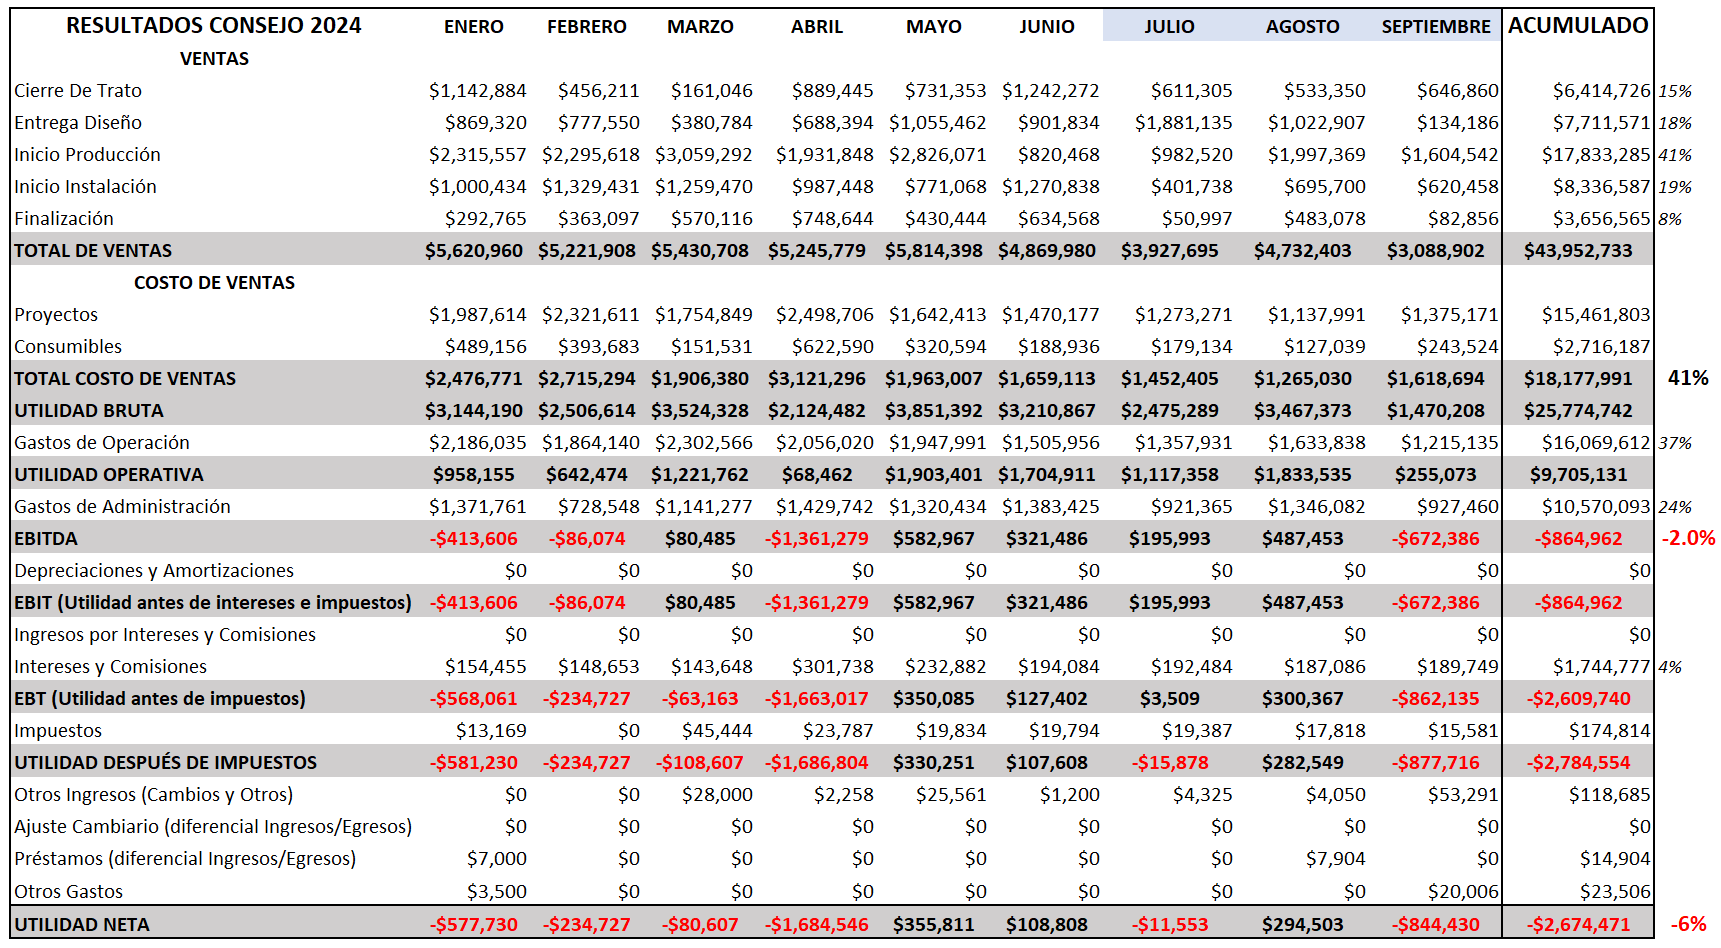 RESULTADOS CONSEJO 2024 ENERO FEBRERO MARZO ABRIL MAYO JUNIO JULIO AGOSTO SEPTIEMBRE ACUMULADO
VENTAS
Cierre De Trato $1,142,884 $456,211 $161,046 $889,445 $731,353 $1,242,272 $611,305 $533,350 $646,860 $6,414,726 15%
Entrega Diseño $869,320 $777,550 $380,784 $688,394 $1,055,462 $901,834 $1,881,135 $1,022,907 $134,186 $7,711,571 18%
Inicio Producción $2,315,557 $2,295,618 $3,059,292 $1,931,848 $2,826,071 $820,468 $982,520 $1,997,369 $1,604,542 $17,833,285 41%
Inicio Instalación $1,000,434 $1,329,431 $1,259,470 $987,448 $771,068 $1,270,838 $401,738 $695,700 $620,458 $8,336,587 19%
Finalización $292,765 $363,097 $570,116 $748,644 $430,444 $634,568 $50,997 $483,078 $82,856 $3,656,565 8%
TOTAL DE VENTAS $5,620,960 $5,221,908 $5,430,708 $5,245,779 $5,814,398 $4,869,980 $3,927,695 $4,732,403 $3,088,902 $43,952,733
COSTO DE VENTAS
Proyectos $1,987,614 $2,321,611 $1,754,849 $2,498,706 $1,642,413 $1,470,177 $1,273,271 $1,137,991 $1,375,171 $15,461,803
Consumibles $489,156 $393,683 $151,531 $622,590 $320,594 $188,936 $179,134 $127,039 $243,524 $2,716,187
TOTAL COSTO DE VENTAS $2,476,771 $2,715,294 $1,906,380 $3,121,296 $1,963,007 $1,659,113 $1,452,405 $1,265,030 $1,618,694 $18,177,991 41%
UTILIDAD BRUTA $3,144,190 $2,506,614 $3,524,328 $2,124,482 $3,851,392 $3,210,867 $2,475,289 $3,467,373 $1,470,208 $25,774,742
Gastos de Operación $2,186,035 $1,864,140 $2,302,566 $2,056,020 $1,947,991 $1,505,956 $1,357,931 $1,633,838 $1,215,135 $16,069,612 37%
UTILIDAD OPERATIVA $958,155 $642,474 $1,221,762 $68,462 $1,903,401 $1,704,911 $1,117,358 $1,833,535 $255,073 $9,705,131
Gastos de Administración $1,371,761 $728,548 $1,141,277 $1,429,742 $1,320,434 $1,383,425 $921,365 $1,346,082 $927,460 $10,570,093 24%
EBITDA -$413,606 -$86,074 $80,485 -$1,361,279 $582,967 $321,486 $195,993 $487,453 -$672,386 -$864,962 -2.0%
Depreciaciones y Amortizaciones $0 $0 $0 $0 $0 $0 $0 $0 $0 $0
EBIT (Utilidad antes de intereses e impuestos) -$413,606 -$86,074 $80,485 -$1,361,279 $582,967 $321,486 $195,993 $487,453 -$672,386 -$864,962
Ingresos por Intereses y Comisiones $0 $0 $0 $0 $0 $0 $0 $0 $0 $0
Intereses y Comisiones $154,455 $148,653 $143,648 $301,738 $232,882 $194,084 $192,484 $187,086 $189,749 $1,744,777 4%
EBT (Utilidad antes de impuestos) -$568,061 -$234,727 -$63,163 -$1,663,017 $350,085 $127,402 $3,509 $300,367 -$862,135 -$2,609,740
Impuestos $13,169 $0 $45,444 $23,787 $19,834 $19,794 $19,387 $17,818 $15,581 $174,814
UTILIDAD DESPUÉS DE IMPUESTOS -$581,230 -$234,727 -$108,607 -$1,686,804 $330,251 $107,608 -$15,878 $282,549 -$877,716 -$2,784,554
Otros Ingresos (Cambios y Otros) $0 $0 $28,000 $2,258 $25,561 $1,200 $4,325 $4,050 $53,291 $118,685
Ajuste Cambiario (diferencial Ingresos/Egresos) $0 $0 $0 $0 $0 $0 $0 $0 $0 $0
Préstamos (diferencial Ingresos/Egresos) $7,000 $0 $0 $0 $0 $0 $0 $7,904 $0 $14,904
Otros Gastos $3,500 $0 $0 $0 $0 $0 $0 $0 $20,006 $23,506
UTILIDAD NETA -$577,730 -$234,727 -$80,607 -$1,684,546 $355,811 $108,808 -$11,553 $294,503 -$844,430 -$2,674,471 -6%